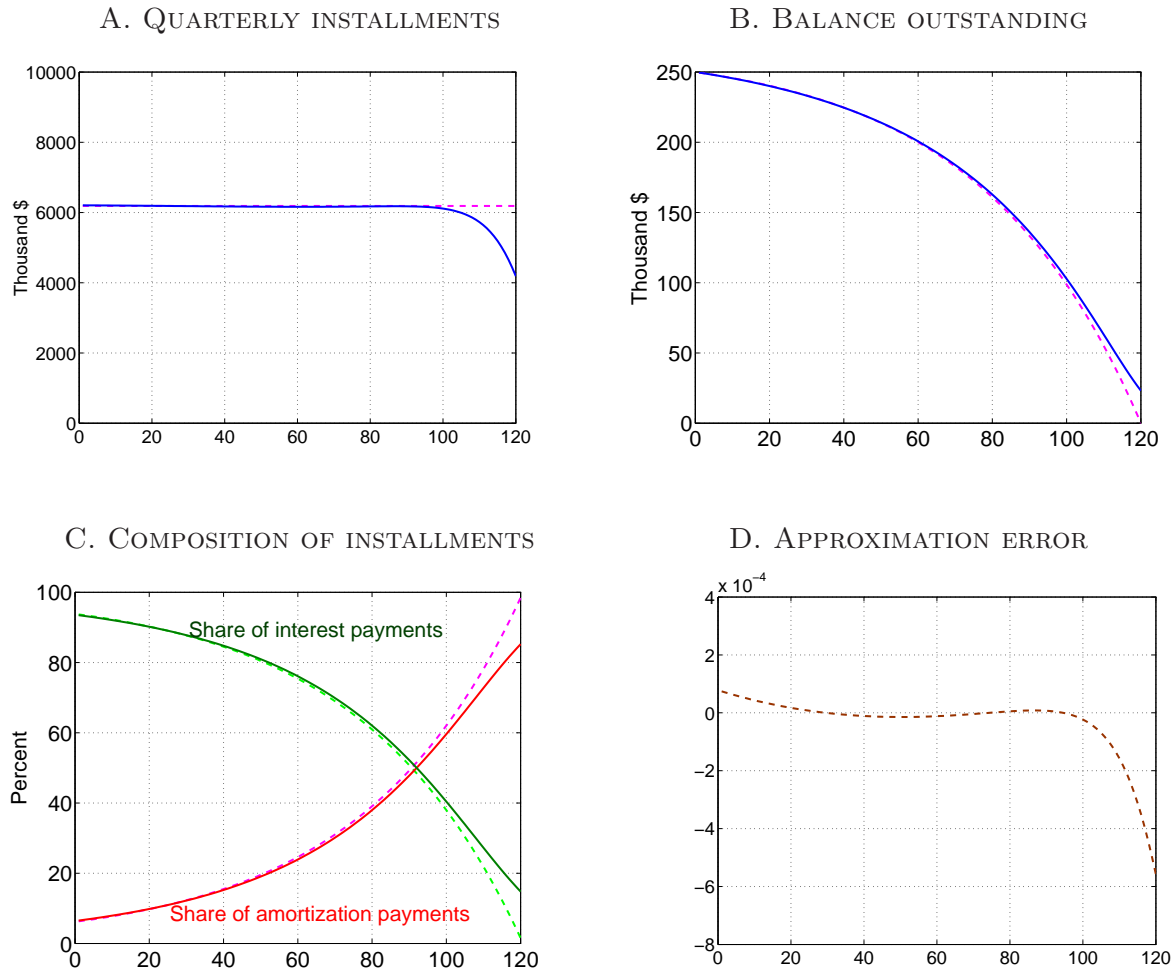 A. QUARTERLY INSTALLMENTS
10000
8000
6000
4000
2000
0
Thousand $
0 20 40 60 80 100 120
B. BALANCE OUTSTANDING
250
200
150
100
50
0
Thousand $
0 20 40 60 80 100 120
C. COMPOSITION OF INSTALLMENTS
100
80
60
40
20
0
Percent
Share of interest payments
Share of amortization payments
0 20 40 60 80 100 120
D. APPROXIMATION ERROR
x 10⁻⁴
4
2
0
−2
−4
−6
−8
0 20 40 60 80 100 120